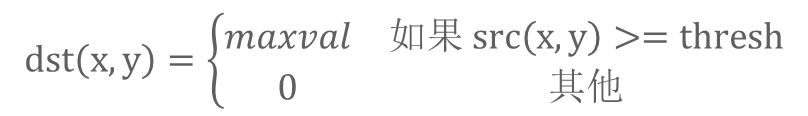 dst(x, y) = { maxval 如果 src(x, y) >= thresh
0 其他